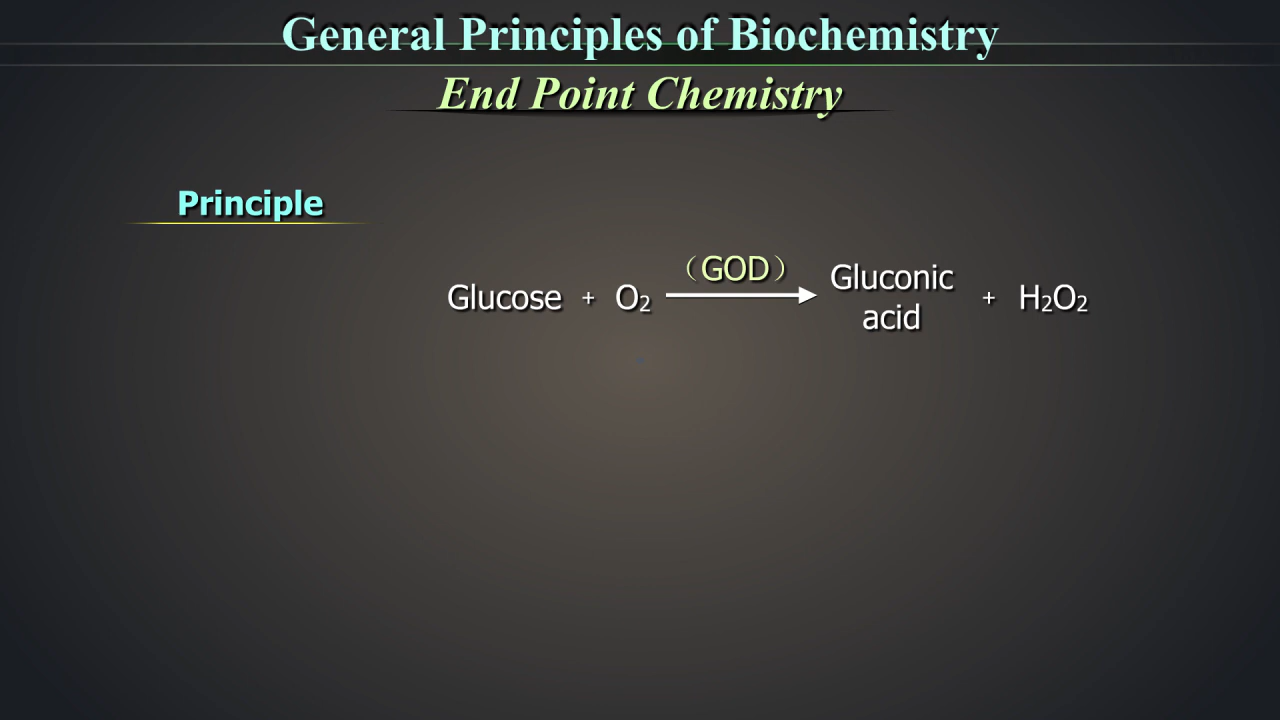 General Principles of Biochemistry
End Point Chemistry
Principle
Glucose + O₂ （GOD） Gluconic acid + H₂O₂